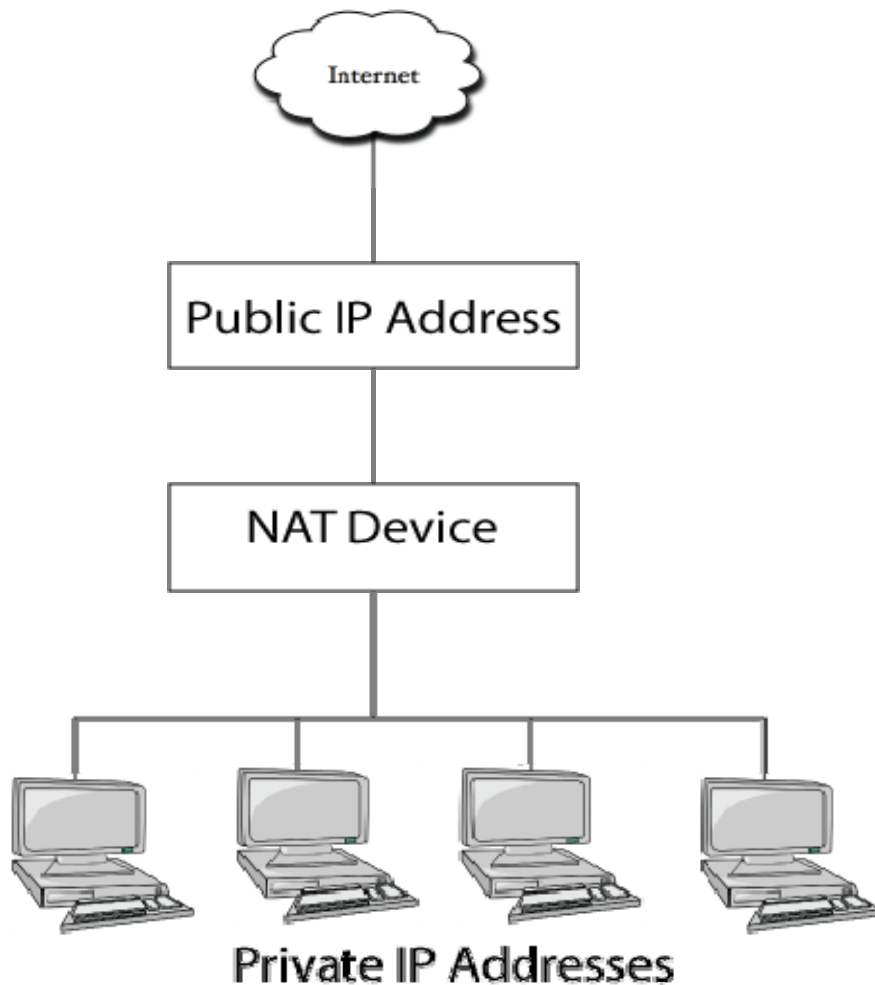 Internet
Public IP Address
NAT Device
Private IP Addresses